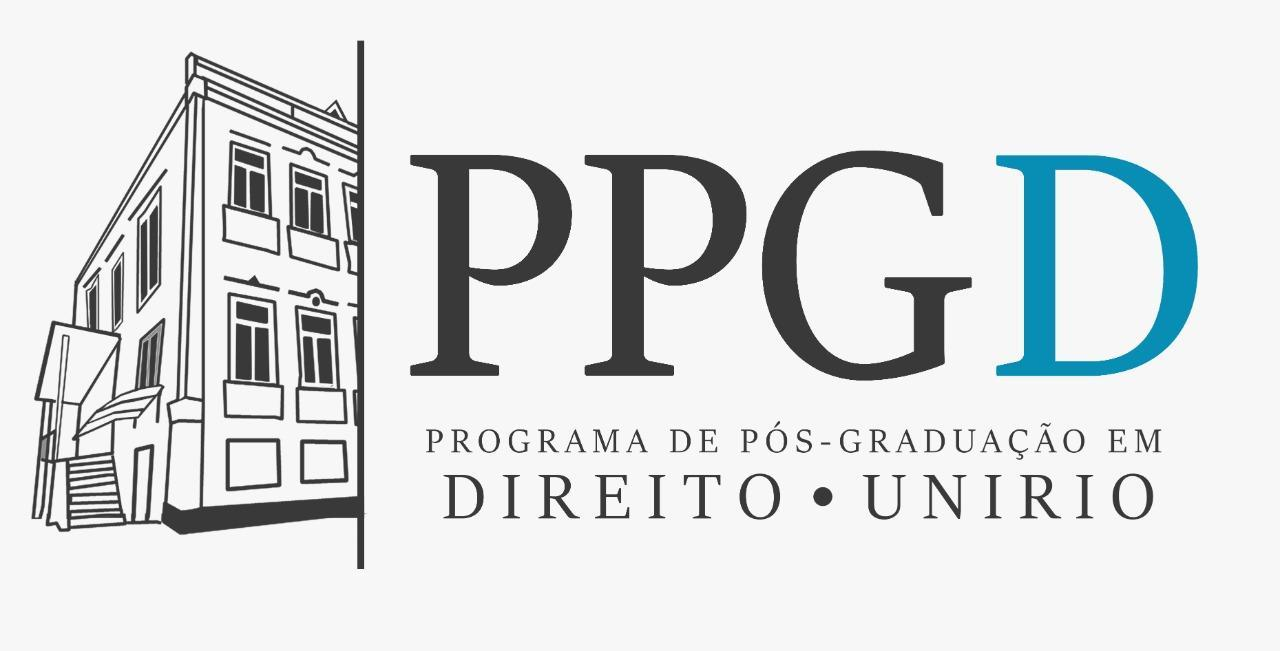 PPGD
PROGRAMA DE PÓS-GRADUAÇÃO EM
DIREITO • UNIRIO